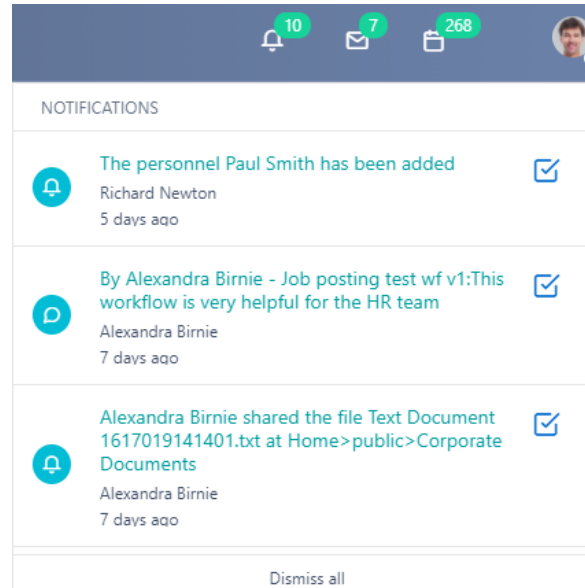 10
7
268
NOTIFICATIONS
The personnel Paul Smith has been added
Richard Newton
5 days ago
By Alexandra Birnie - Job posting test wf v1:This
workflow is very helpful for the HR team
Alexandra Birnie
7 days ago
Alexandra Birnie shared the file Text Document
1617019141401.txt at Home>public>Corporate
Documents
Alexandra Birnie
7 days ago
Dismiss all